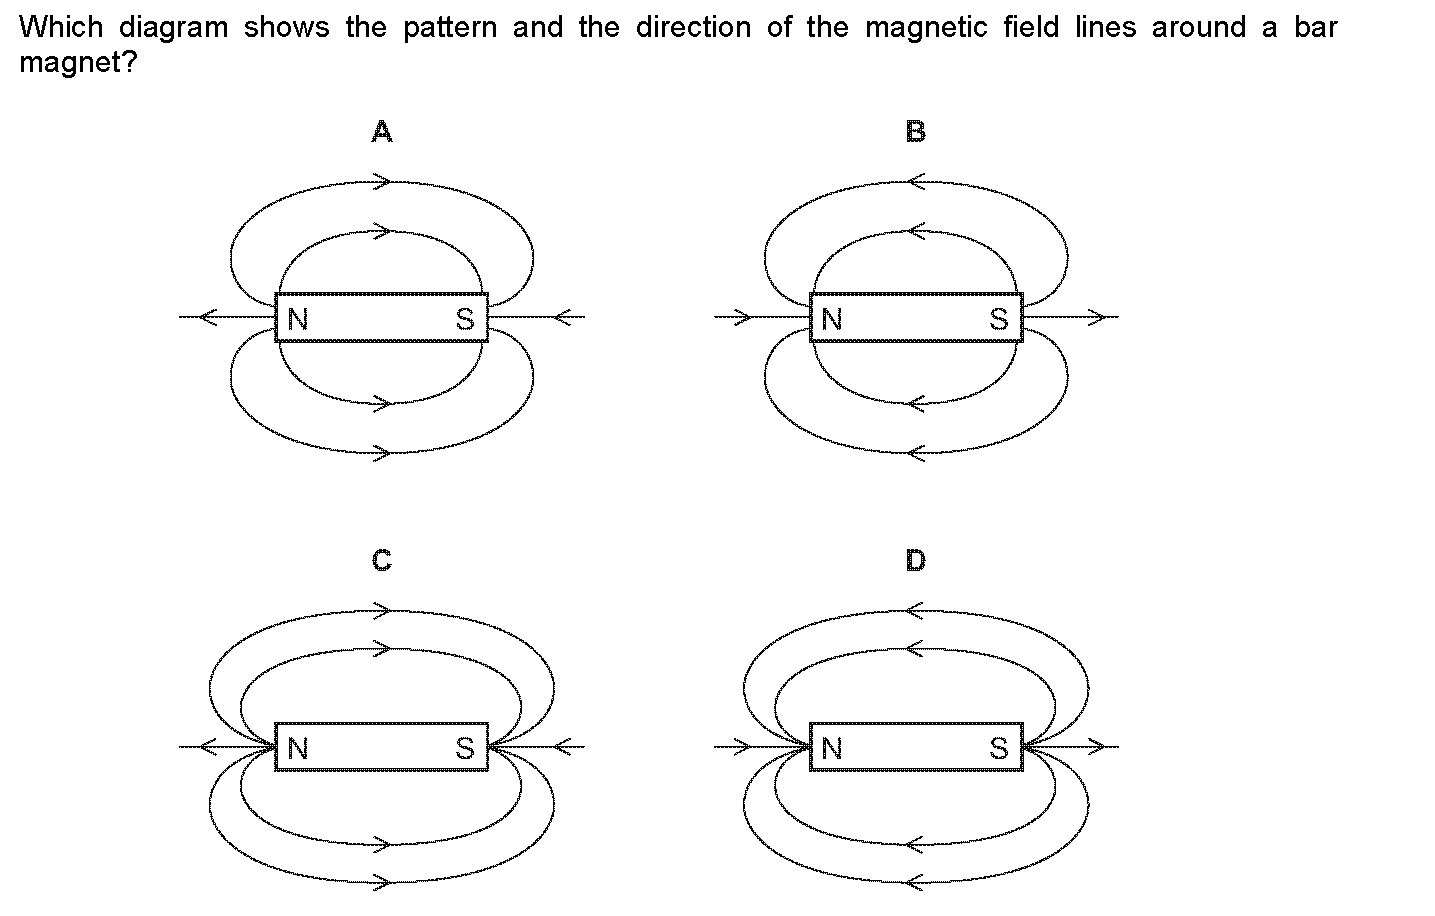 Which diagram shows the pattern and the direction of the magnetic field lines around a bar
magnet?
A
B
N S
N S
C
D
N S
N S